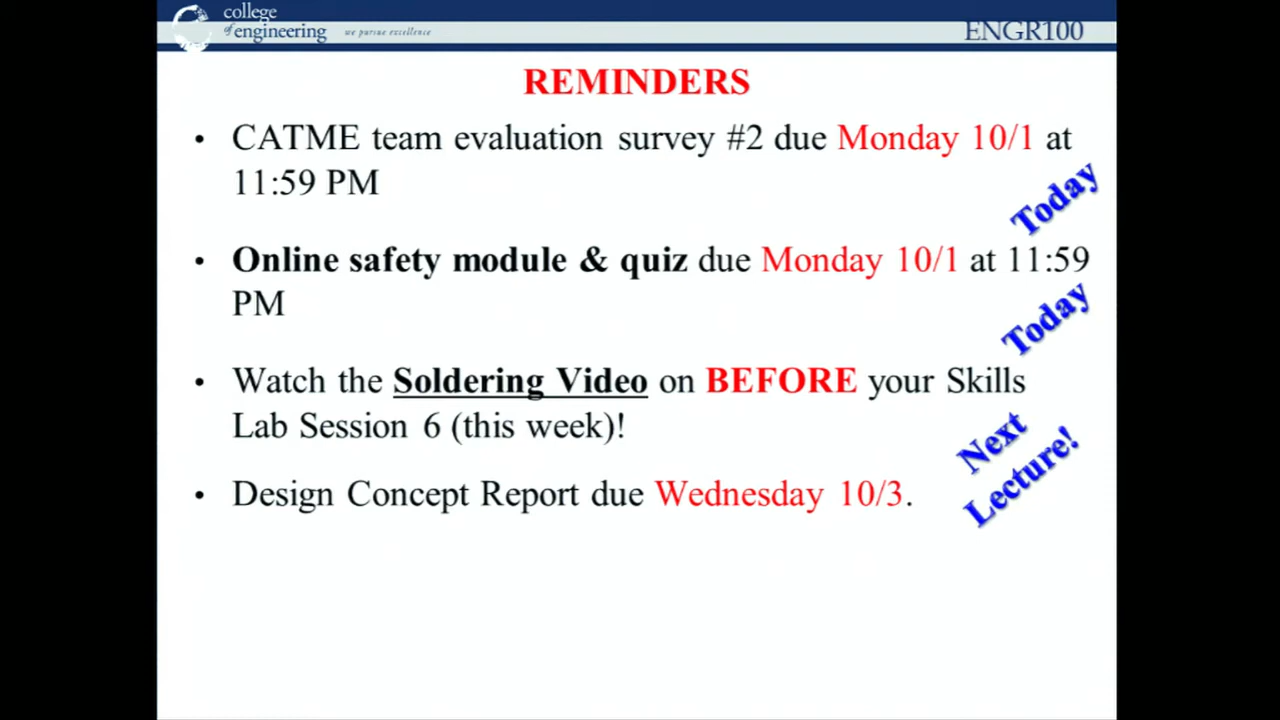 college
of engineering we pursue excellence
ENGR100
REMINDERS
• CATME team evaluation survey #2 due Monday 10/1 at
11:59 PM
Today
• Online safety module & quiz due Monday 10/1 at 11:59
PM
Today
• Watch the Soldering Video on BEFORE your Skills
Lab Session 6 (this week)!
• Design Concept Report due Wednesday 10/3.
Next
Lecture!